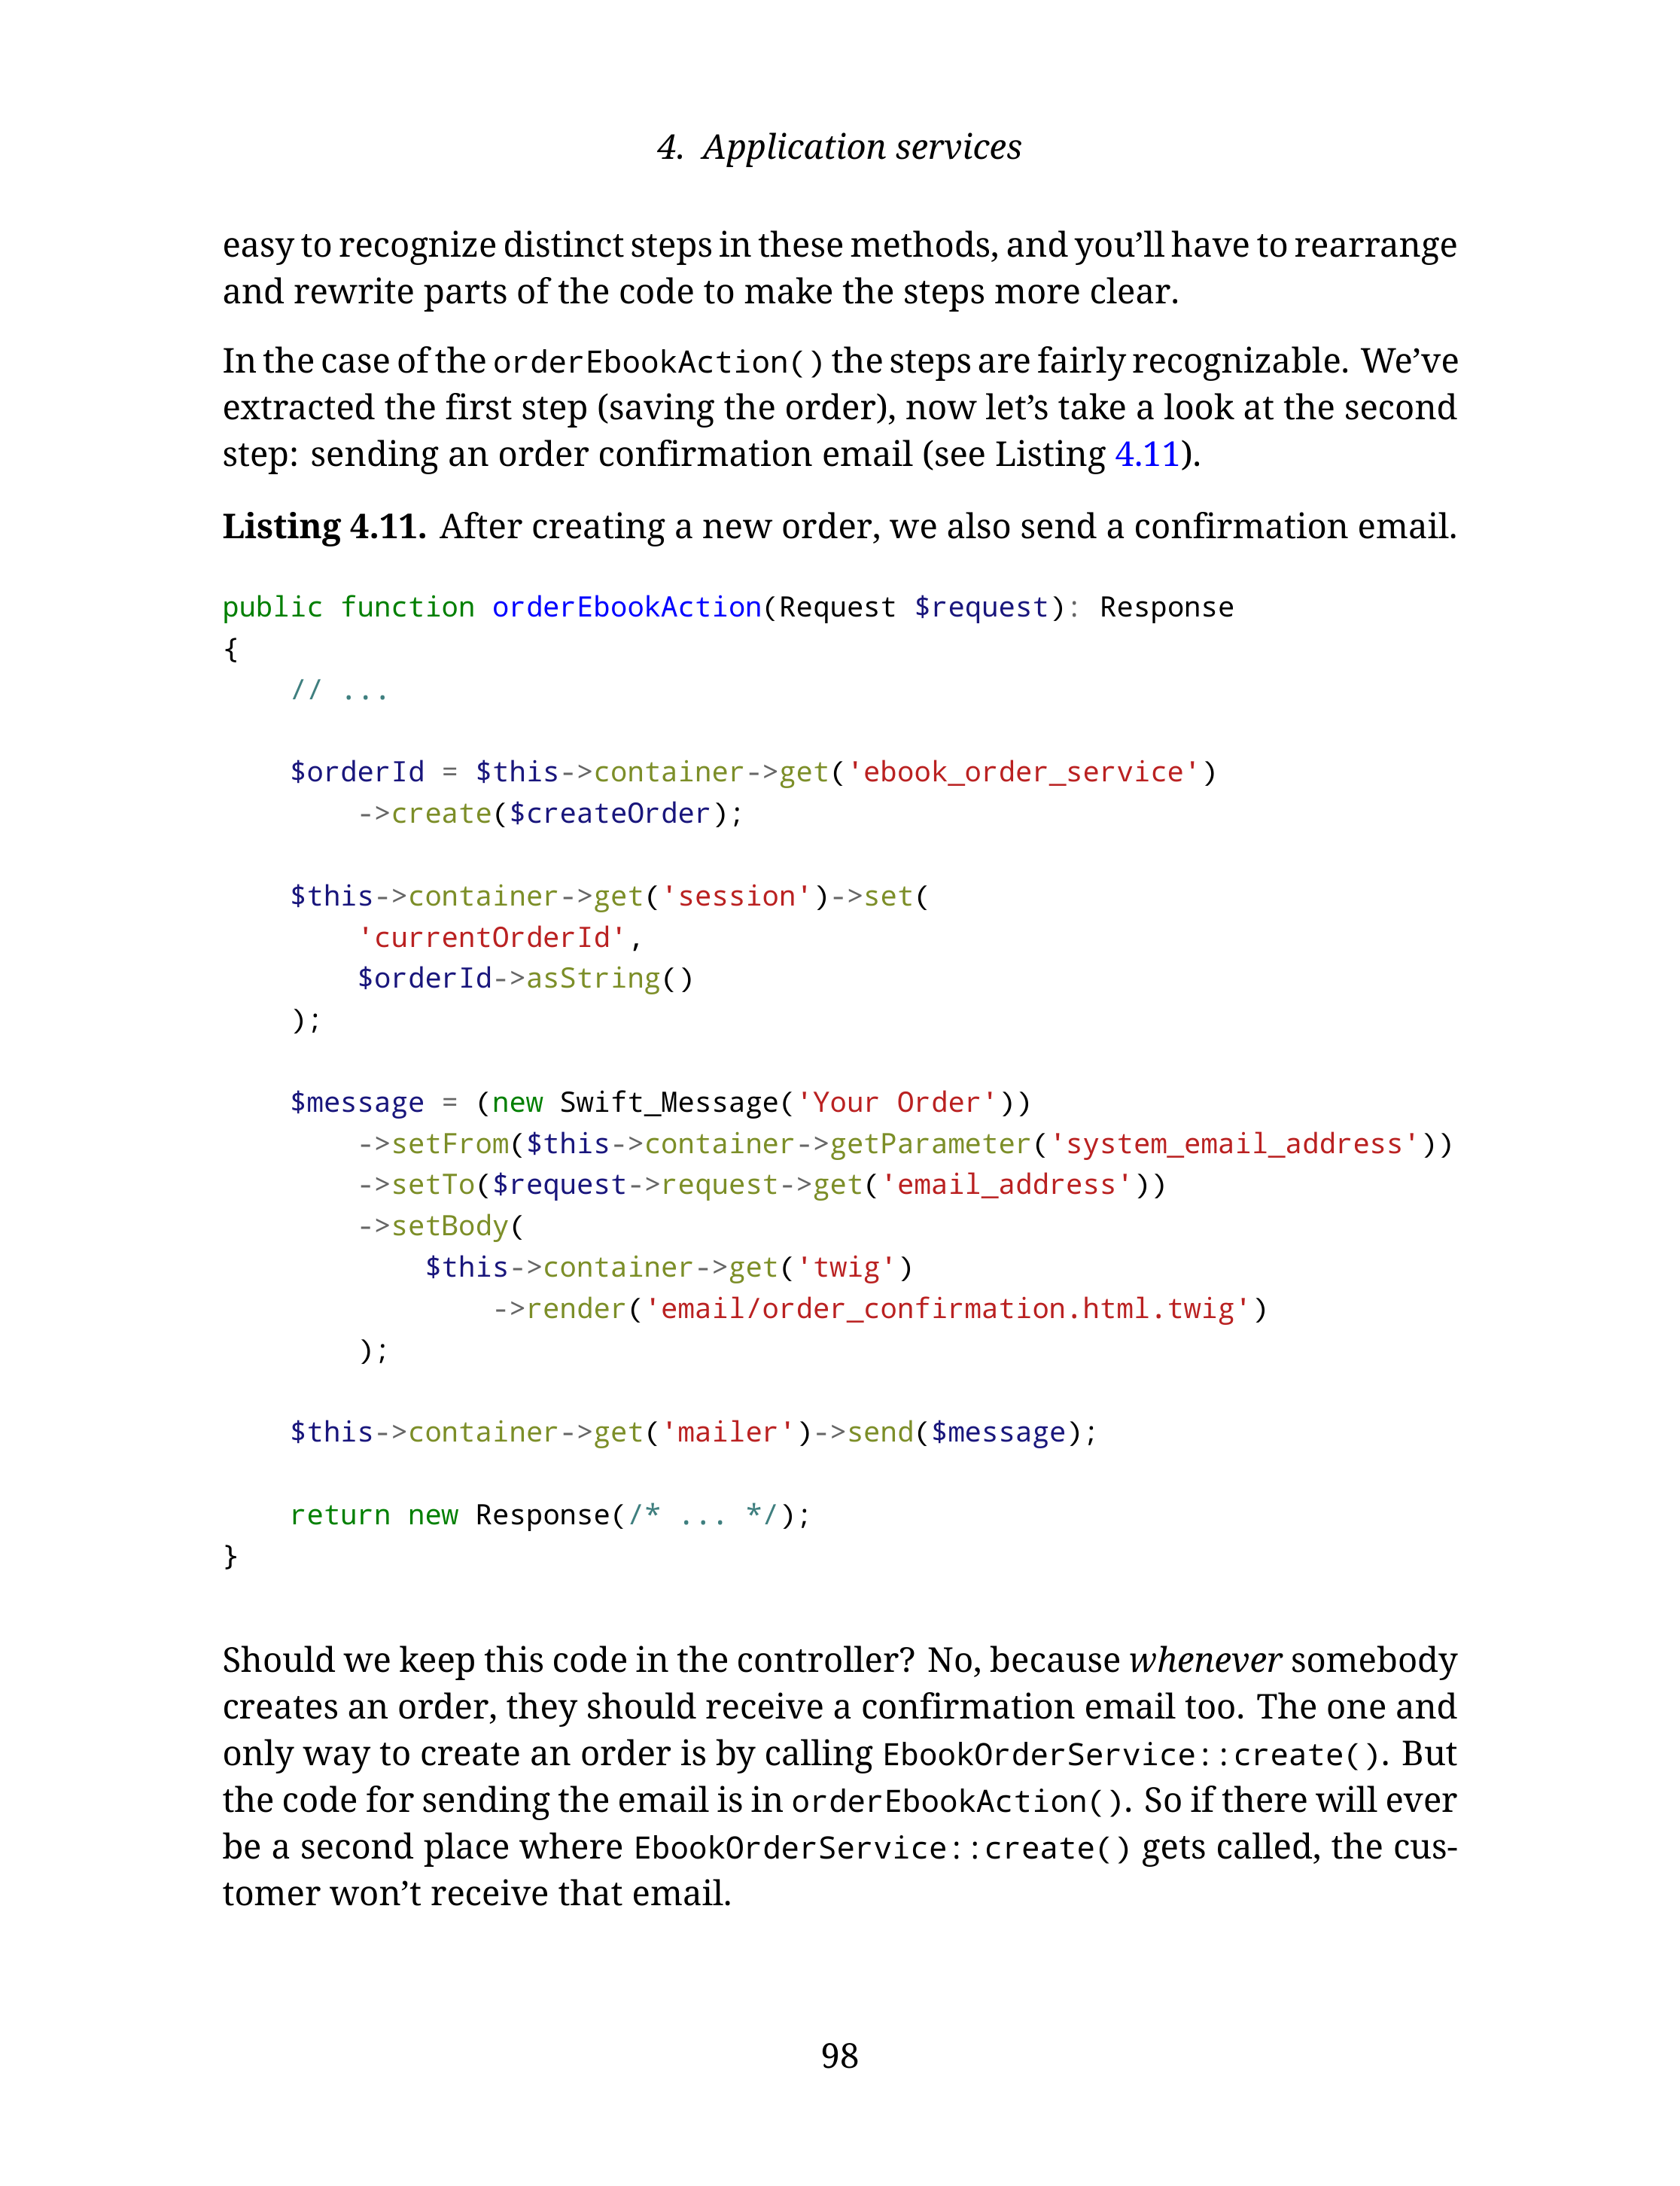 4. Application services
easy to recognize distinct steps in these methods, and you’ll have to rearrange
and rewrite parts of the code to make the steps more clear.
In the case of the orderEbookAction() the steps are fairly recognizable. We’ve
extracted the first step (saving the order), now let’s take a look at the second
step: sending an order confirmation email (see Listing 4.11).
Listing 4.11. After creating a new order, we also send a confirmation email.
public function orderEbookAction(Request $request): Response
{
    // ...
    $orderId = $this->container->get('ebook_order_service')
        ->create($createOrder);
    $this->container->get('session')->set(
        'currentOrderId',
        $orderId->asString()
    );
    $message = (new Swift_Message('Your Order'))
        ->setFrom($this->container->getParameter('system_email_address'))
        ->setTo($request->request->get('email_address'))
        ->setBody(
            $this->container->get('twig')
                ->render('email/order_confirmation.html.twig')
        );
    $this->container->get('mailer')->send($message);
    return new Response(/* ... */);
}
Should we keep this code in the controller? No, because whenever somebody
creates an order, they should receive a confirmation email too. The one and
only way to create an order is by calling EbookOrderService::create(). But
the code for sending the email is in orderEbookAction(). So if there will ever
be a second place where EbookOrderService::create() gets called, the cus-
tomer won’t receive that email.
98